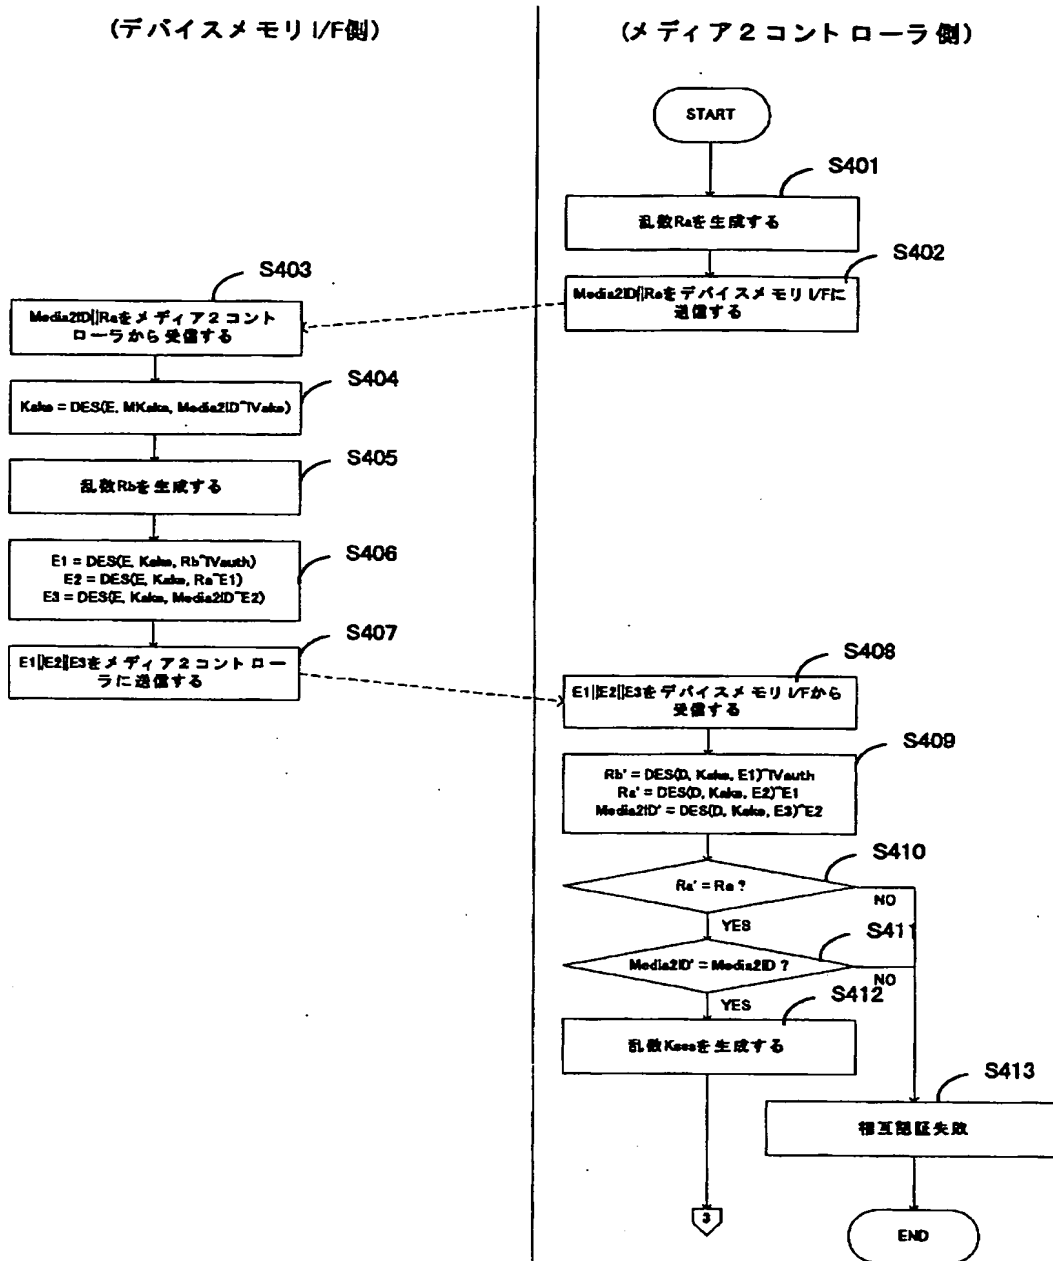 (デバイスメモリI/F側)
(メディア2コントローラ側)
START
S401
乱数Raを生成する
S402
Media2ID||RaをデバイスメモリI/Fに
送信する
S403
Media2ID||Raをメディア2コント
ローラから受信する
S404
Kake = DES(E, MKake, Media2ID^IVake)
S405
乱数Rbを生成する
S406
E1 = DES(E, Kake, Rb^IVauth)
E2 = DES(E, Kake, Ra^E1)
E3 = DES(E, Kake, Media2ID^E2)
S407
E1||E2||E3をメディア2コントロー
ラに送信する
S408
E1||E2||E3をデバイスメモリI/Fから
受信する
S409
Rb' = DES(D, Kake, E1)^IVauth
Ra' = DES(D, Kake, E2)^E1
Media2ID' = DES(D, Kake, E3)^E2
S410
Ra' = Ra ?
NO
YES
S411
Media2ID' = Media2ID ?
NO
YES
S412
乱数Ksesを生成する
S413
相互認証失敗
3
END